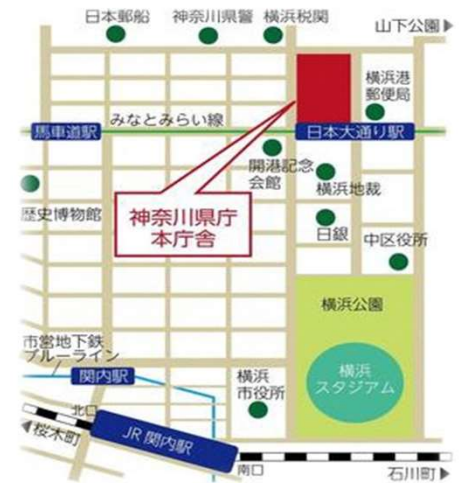 日本郵船
神奈川県警
横浜税関
山下公園▶
横浜港
郵便局
みなとみらい線
馬車道駅
日本大通り駅
開港記念
会館
横浜地裁
歴史博物館
神奈川県庁
本庁舎
日銀
中区役所
横浜公園
市営地下鉄
ブルーライン
関内駅
横浜
スタジアム
横浜
市役所
北口
◀桜木町
JR 関内駅
南口
石川町▶